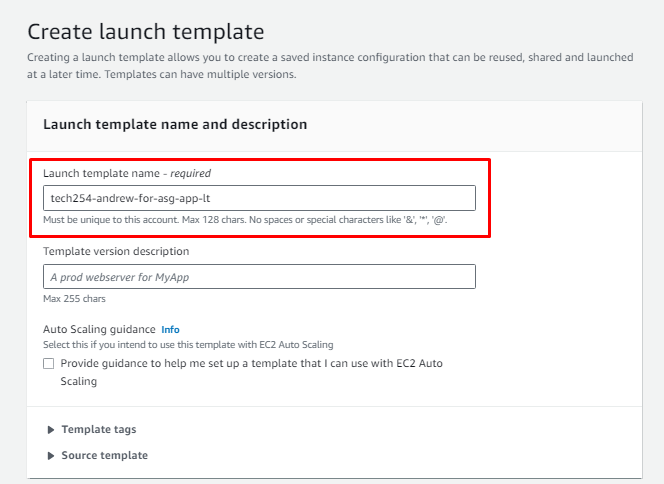 Create launch template
Creating a launch template allows you to create a saved instance configuration that can be reused, shared and launched
at a later time. Templates can have multiple versions.
Launch template name and description
Launch template name - required
tech254-andrew-for-asg-app-lt
Must be unique to this account. Max 128 chars. No spaces or special characters like '&', '*', '@'.
Template version description
A prod webserver for MyApp
Max 255 chars
Auto Scaling guidance Info
Select this if you intend to use this template with EC2 Auto Scaling
Provide guidance to help me set up a template that I can use with EC2 Auto
Scaling
Template tags
Source template